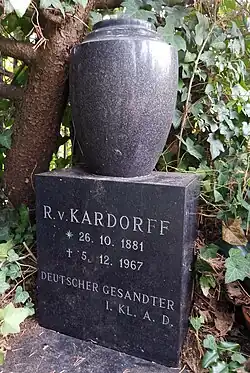 R.v.KARDORFF
* 26. 10. 1881
† 5. 12. 1967
DEUTSCHER GESANDTER
I. KL. A. D.